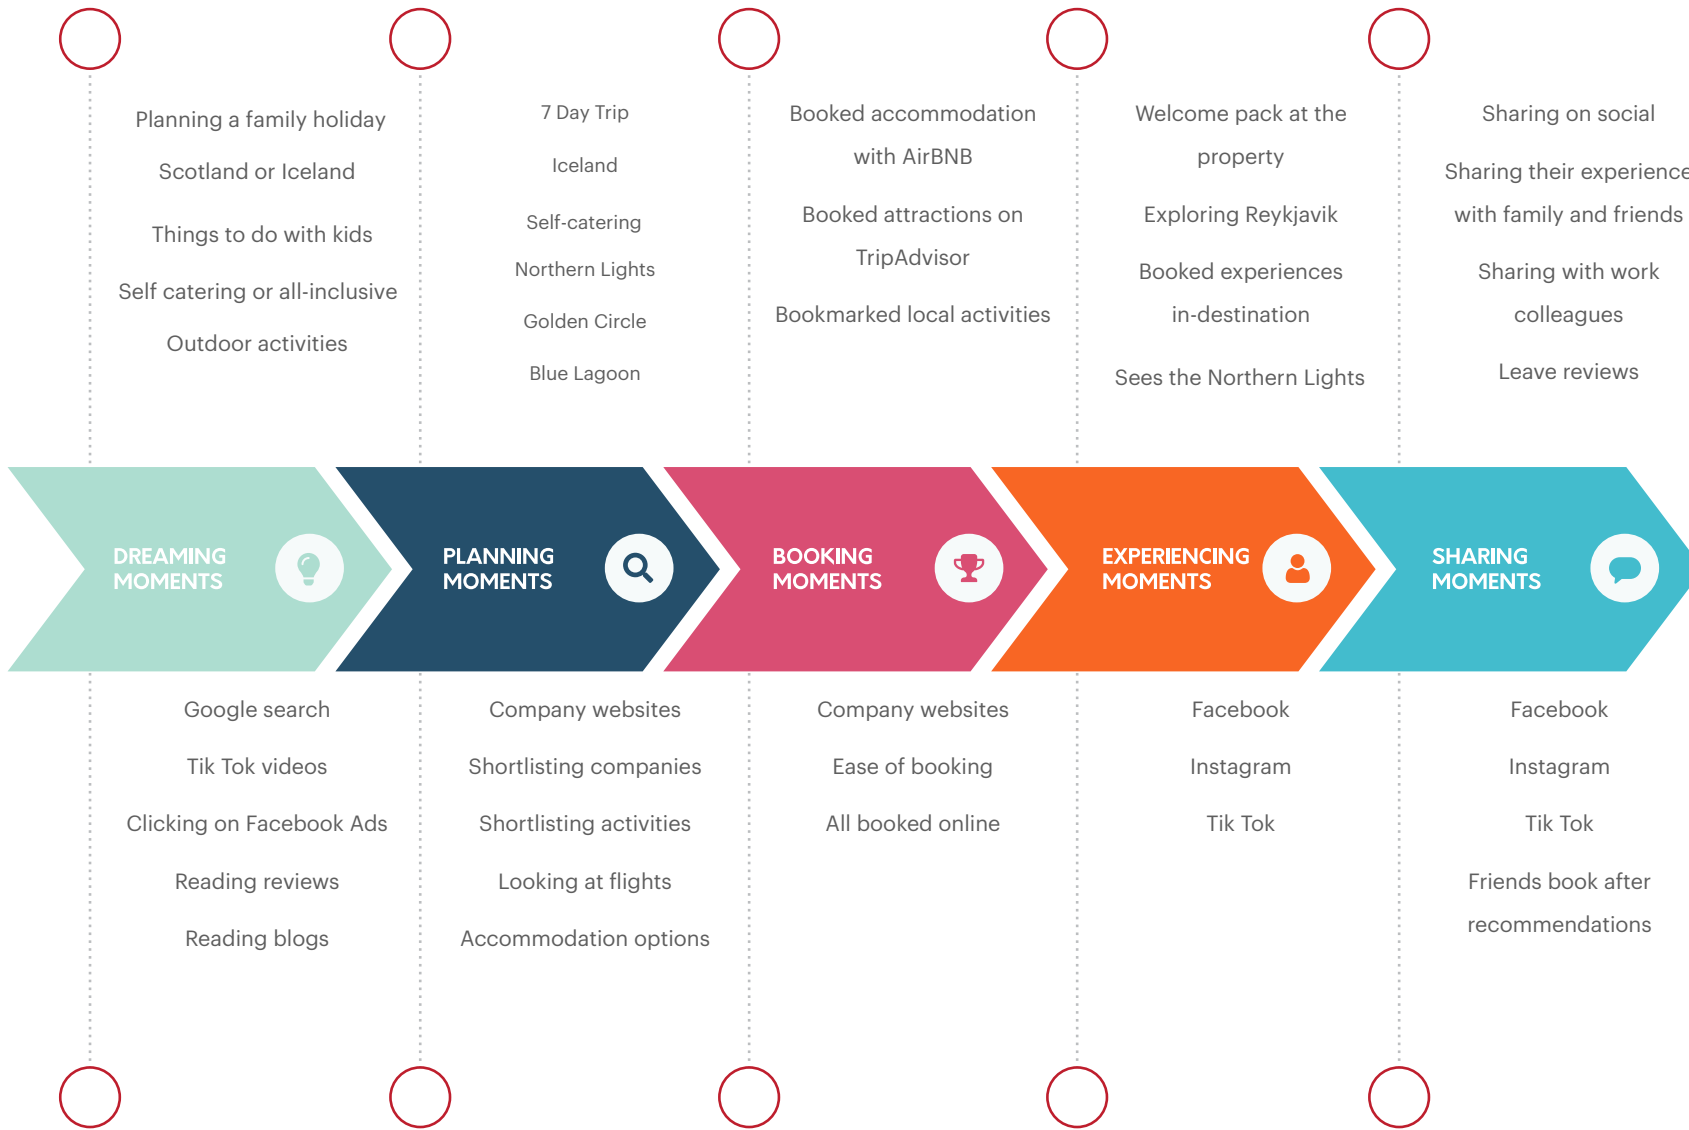 Planning a family holiday
Scotland or Iceland
Things to do with kids
Self catering or all-inclusive
Outdoor activities
7 Day Trip
Iceland
Self-catering
Northern Lights
Golden Circle
Blue Lagoon
Booked accommodation
with AirBNB
Booked attractions on
TripAdvisor
Bookmarked local activities
Welcome pack at the
property
Exploring Reykjavik
Booked experiences
in-destination
Sees the Northern Lights
Sharing on social
Sharing their experience
with family and friends
Sharing with work
colleagues
Leave reviews
DREAMING
MOMENTS
PLANNING
MOMENTS
BOOKING
MOMENTS
EXPERIENCING
MOMENTS
SHARING
MOMENTS
Google search
Tik Tok videos
Clicking on Facebook Ads
Reading reviews
Reading blogs
Company websites
Shortlisting companies
Shortlisting activities
Looking at flights
Accommodation options
Company websites
Ease of booking
All booked online
Facebook
Instagram
Tik Tok
Facebook
Instagram
Tik Tok
Friends book after
recommendations